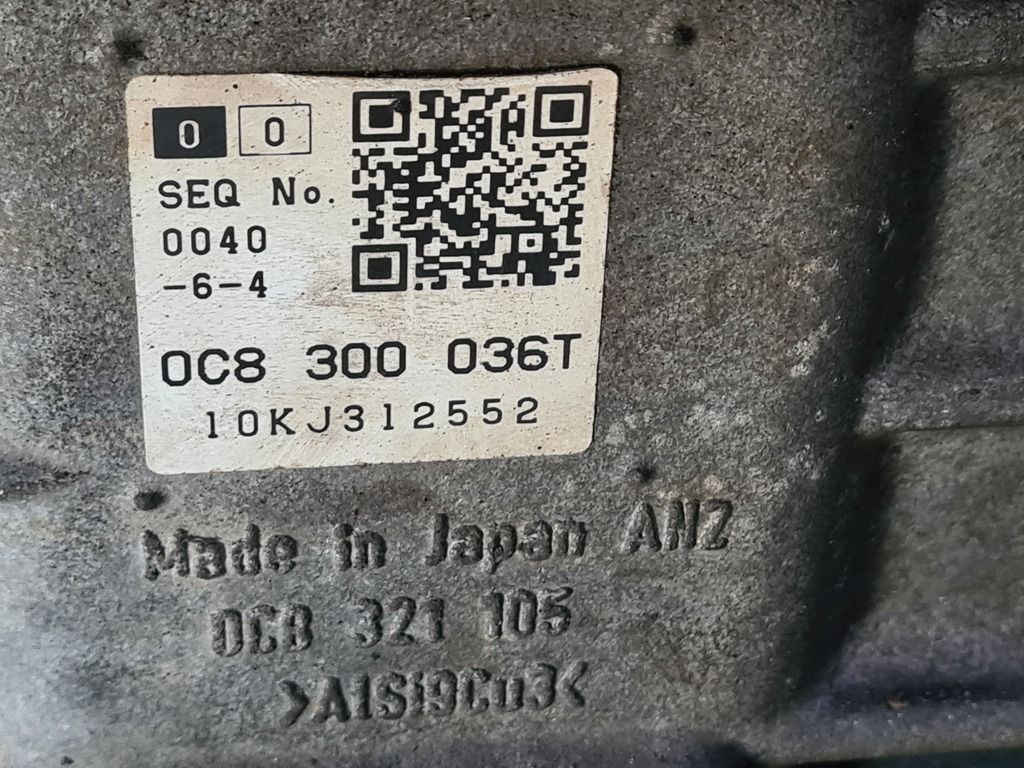 0 0
SEQ No.
0040
-6-4
0C8 300 036T
10KJ312552
Made in Japan ANZ
0C8 321 105
>AlSi9Cu3<